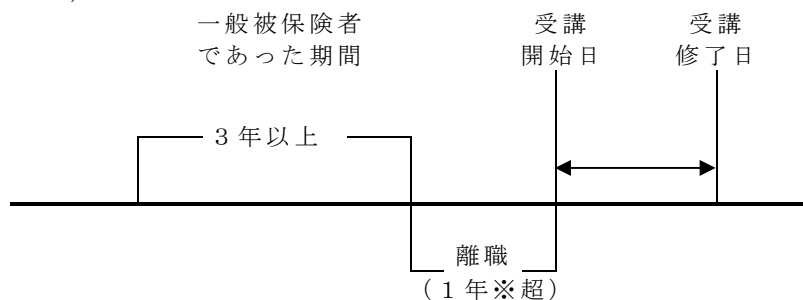 一般被保険者
であった期間
受講
開始日
受講
修了日
３年以上
離職
（１年※超）